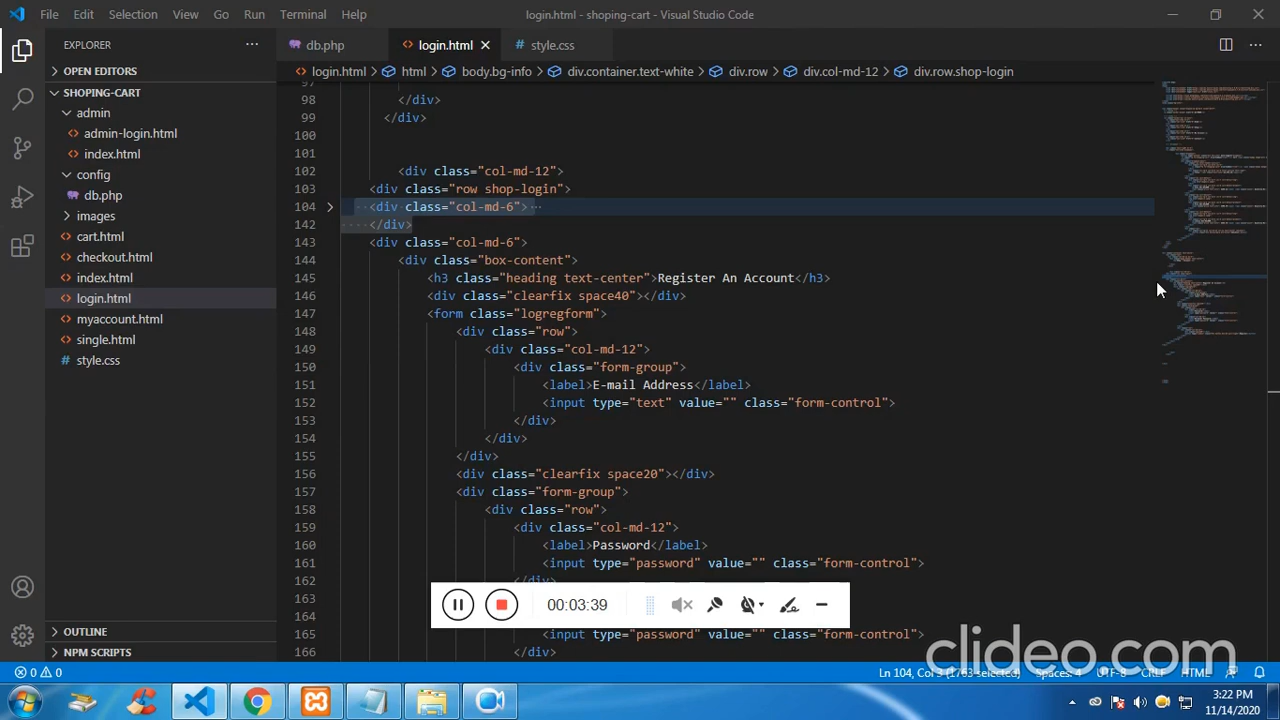 File Edit Selection View Go Run Terminal Help
login.html - shoping-cart - Visual Studio Code
EXPLORER
OPEN EDITORS
SHOPING-CART
admin
admin-login.html
index.html
config
db.php
images
cart.html
checkout.html
index.html
login.html
myaccount.html
single.html
style.css
OUTLINE
NPM SCRIPTS
db.php login.html style.css
login.html > html > body.bg-info > div.container.text-white > div.row > div.col-md-12 > div.row.shop-login
97
98 </div>
99 </div>
100
101
102 <div class="col-md-12">
103 <div class="row shop-login">
104 <div class="col-md-6">
142 </div>
143 <div class="col-md-6">
144 <div class="box-content">
145 <h3 class="heading text-center">Register An Account</h3>
146 <div class="clearfix space40"></div>
147 <form class="logregform">
148 <div class="row">
149 <div class="col-md-12">
150 <div class="form-group">
151 <label>E-mail Address</label>
152 <input type="text" value="" class="form-control">
153 </div>
154 </div>
155 </div>
156 <div class="clearfix space20"></div>
157 <div class="form-group">
158 <div class="row">
159 <div class="col-md-12">
160 <label>Password</label>
161 <input type="password" value="" class="form-control">
162 </div>
163
164
165 <input type="password" value="" class="form-control">
166 </div>
00:03:39
clideo.com
0 0
Ln 104, Col 5 (1753 selected) Spaces: 4 UTF-8 CRLF HTML
3:22 PM
11/14/2020